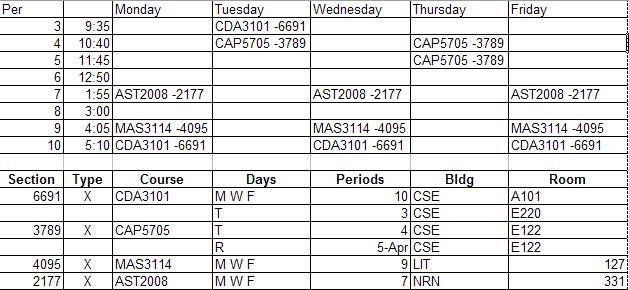 Per Monday Tuesday Wednesday Thursday Friday
3 9:35 CDA3101 -6691
4 10:40 CAP5705 -3789 CAP5705 -3789
5 11:45 CAP5705 -3789
6 12:50
7 1:55 AST2008 -2177 AST2008 -2177 AST2008 -2177
8 3:00
9 4:05 MAS3114 -4095 MAS3114 -4095 MAS3114 -4095
10 5:10 CDA3101 -6691 CDA3101 -6691 CDA3101 -6691
Section Type Course Days Periods Bldg Room
6691 X CDA3101 M W F 10 CSE A101
T 3 CSE E220
3789 X CAP5705 T 4 CSE E122
R 5-Apr CSE E122
4095 X MAS3114 M W F 9 LIT 127
2177 X AST2008 M W F 7 NRN 331